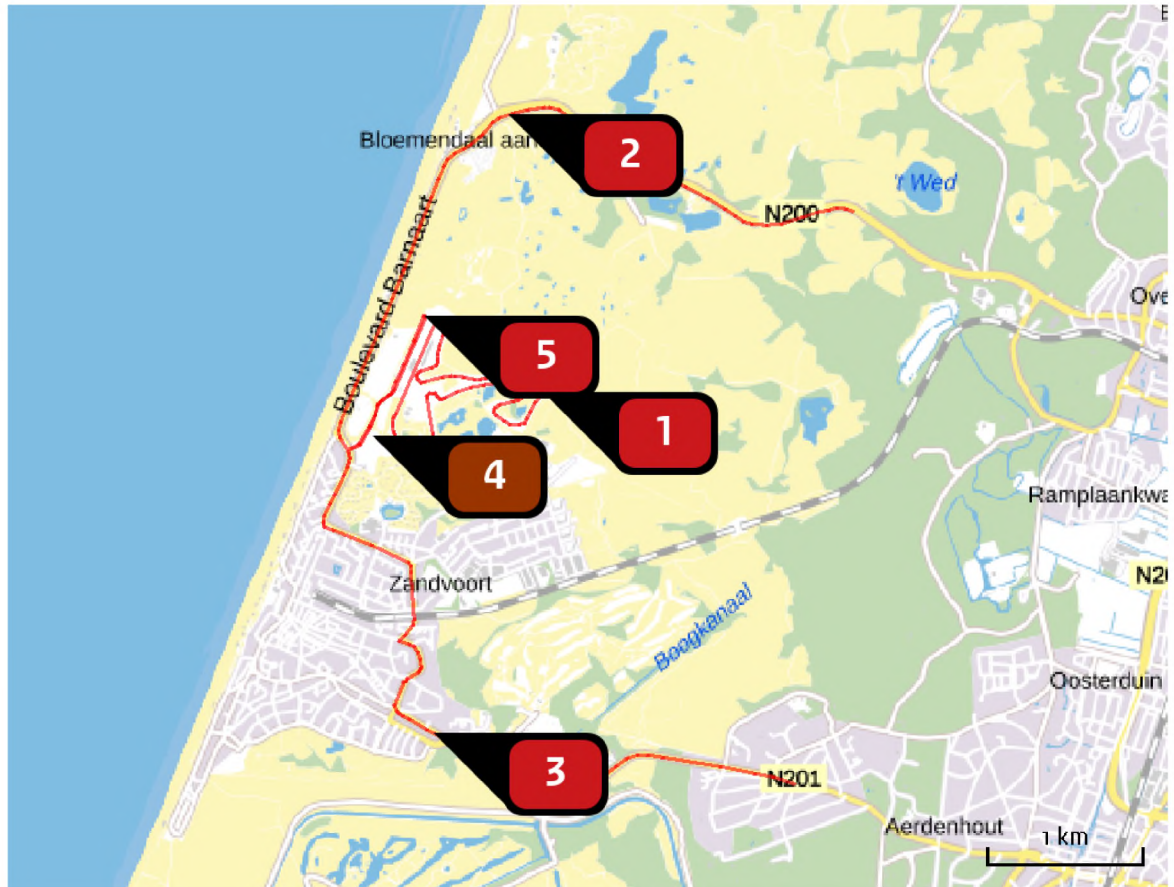 Bloemendaal aan
2
't Wed
N200
Boulevard Barnaart
Ove
5
1
4
Ramplaankwa
Zandvoort
N20
Boogkanaal
Oosterduin
3
N201
Aerdenhout
1 km